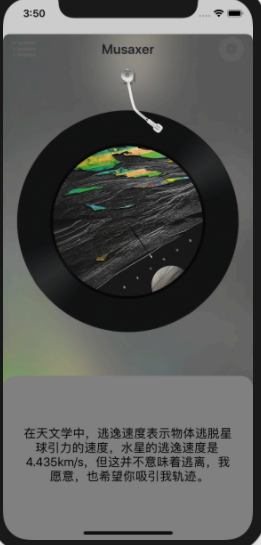 3:50
Musaxer
在天文学中，逃逸速度表示物体逃脱星
球引力的速度，水星的逃逸速度是
4.435km/s，但这并不意味着逃离，我
愿意，也希望你吸引我轨迹。